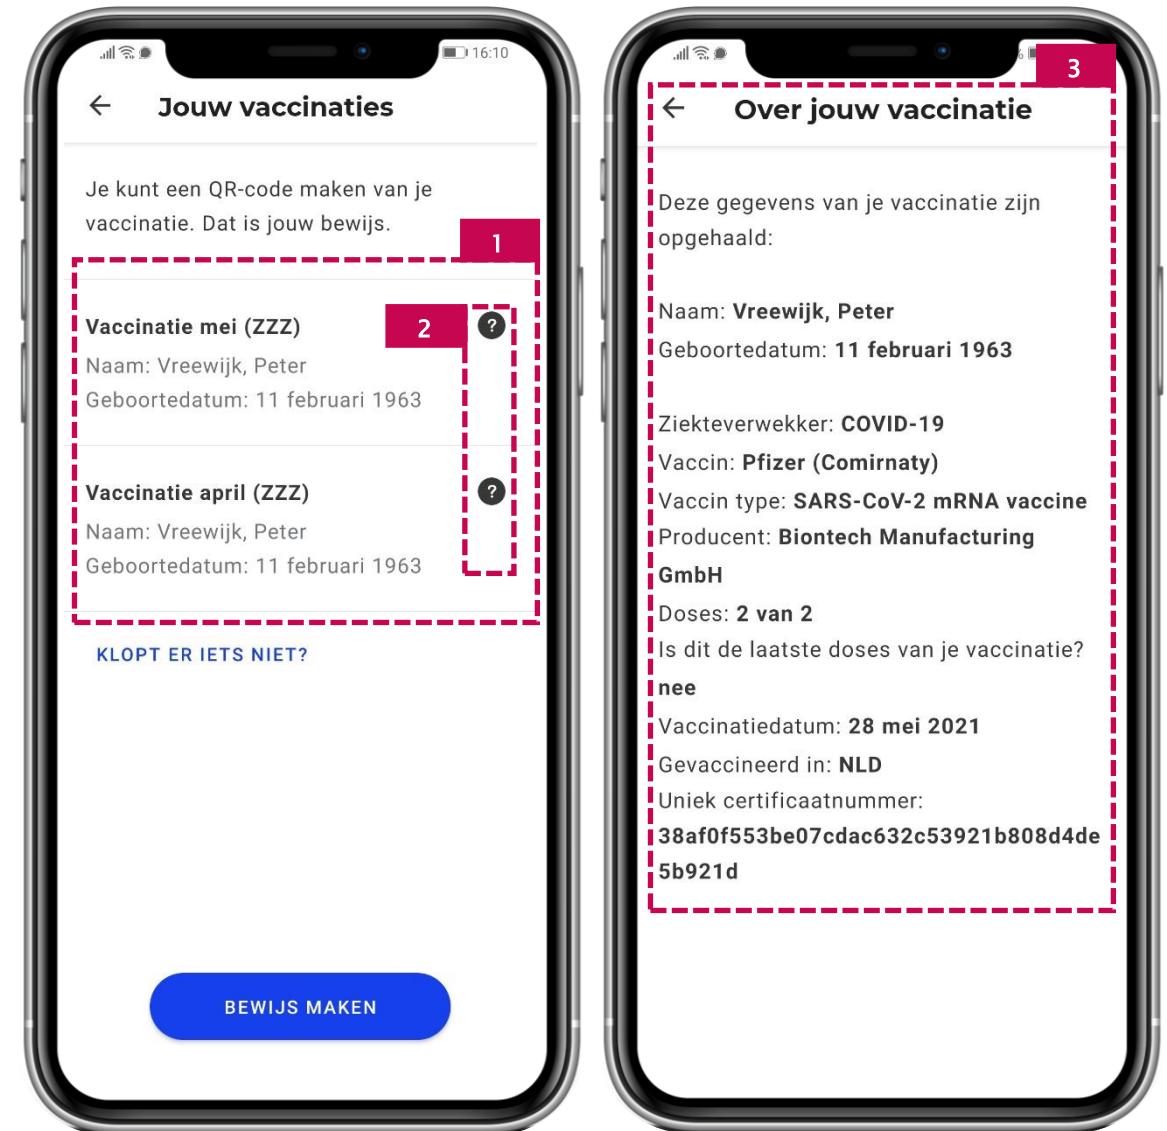 16:10
Jouw vaccinaties
Je kunt een QR-code maken van je
vaccinatie. Dat is jouw bewijs.
1
Vaccinatie mei (ZZZ)
2
?
Naam: Vreewijk, Peter
Geboortedatum: 11 februari 1963
Vaccinatie april (ZZZ)
?
Naam: Vreewijk, Peter
Geboortedatum: 11 februari 1963
KLOPT ER IETS NIET?
BEWIJS MAKEN
3
Over jouw vaccinatie
Deze gegevens van je vaccinatie zijn
opgehaald:
Naam: Vreewijk, Peter
Geboortedatum: 11 februari 1963
Ziekteverwekker: COVID-19
Vaccin: Pfizer (Comirnaty)
Vaccin type: SARS-CoV-2 mRNA vaccine
Producent: Biontech Manufacturing
GmbH
Doses: 2 van 2
Is dit de laatste doses van je vaccinatie?
nee
Vaccinatiedatum: 28 mei 2021
Gevaccineerd in: NLD
Uniek certificaatnummer:
38af0f553be07cdac632c53921b808d4de
5b921d